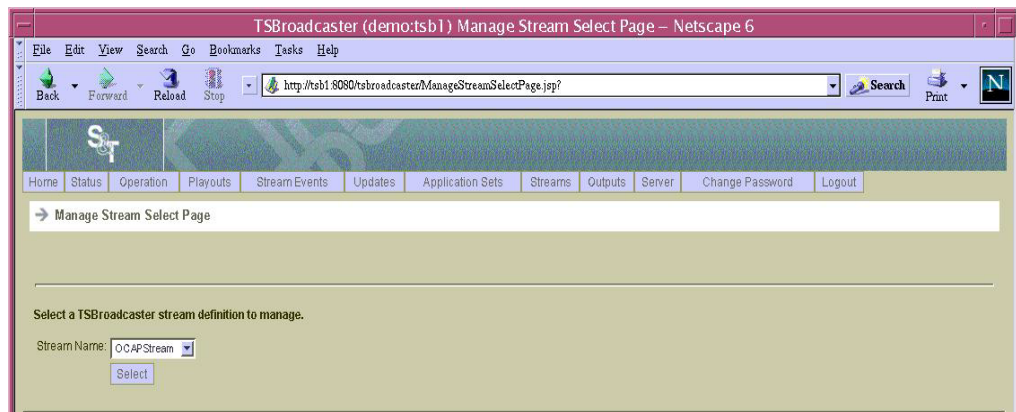 TSBroadcaster (demo:tsb1) Manage Stream Select Page – Netscape 6
File Edit View Search Go Bookmarks Tasks Help
Back Forward Reload Stop http://tsb1:8080/tsbroadcaster/ManageStreamSelectPage.jsp? Search Print N
S&T
Home Status Operation Playouts Stream Events Updates Application Sets Streams Outputs Server Change Password Logout
Manage Stream Select Page
Select a TSBroadcaster stream definition to manage.
Stream Name: OCAPStream
Select